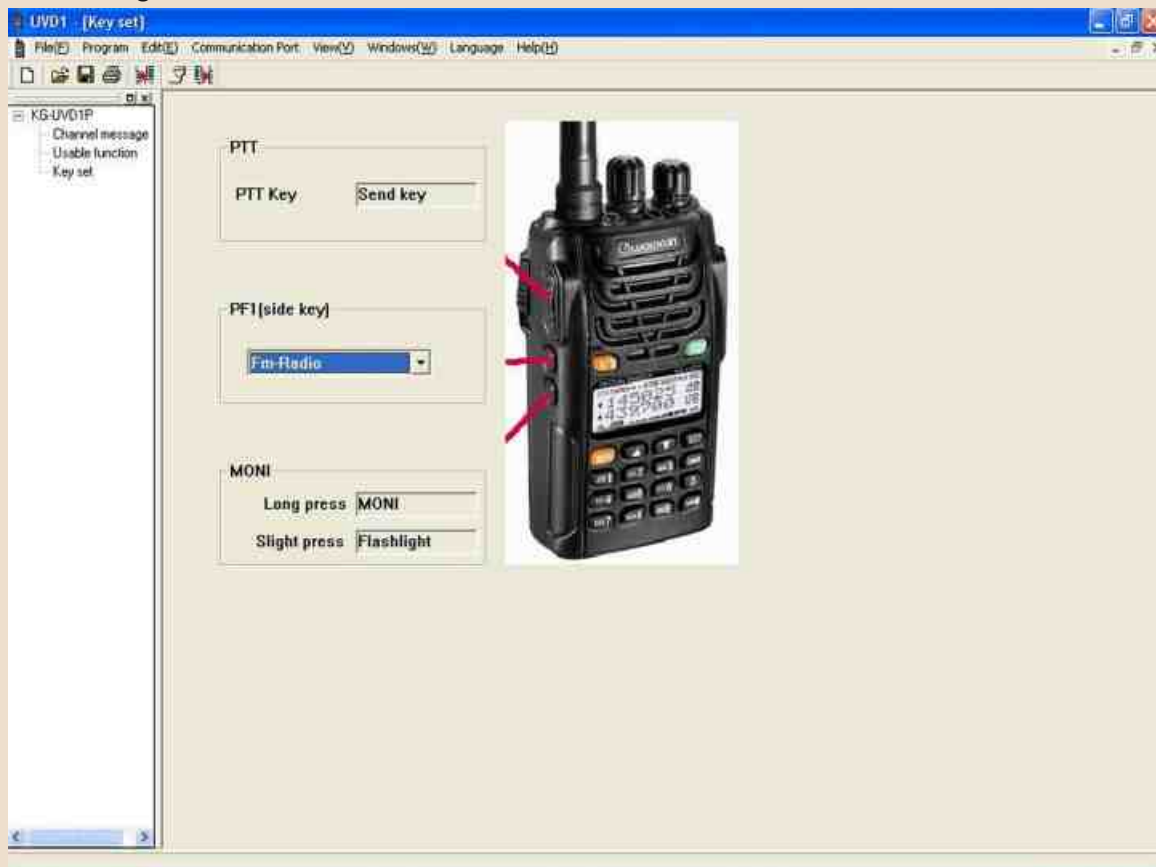 UVD1 - [Key set]
File(F) Program Edit(E) Communication Port View(V) Windows(W) Language Help(H)
KG-UVD1P
Channel message
Usable function
Key set
PTT
PTT Key Send key
PF1(side key)
Fm-Radio
MONI
Long press MONI
Slight press Flashlight